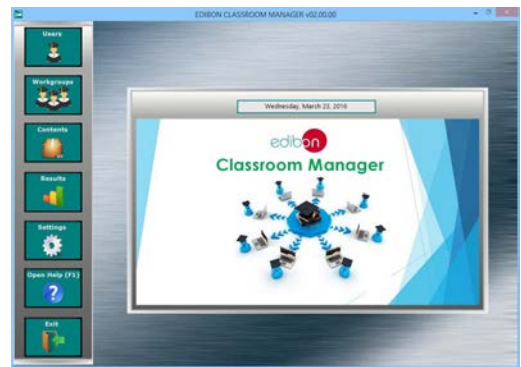 EDIBON CLASSROOM MANAGER v02.00.00
Users
Workgroups
Contents
Results
Settings
Open Help (F1)
?
Exit
Wednesday, March 23, 2016
edibon
Classroom Manager